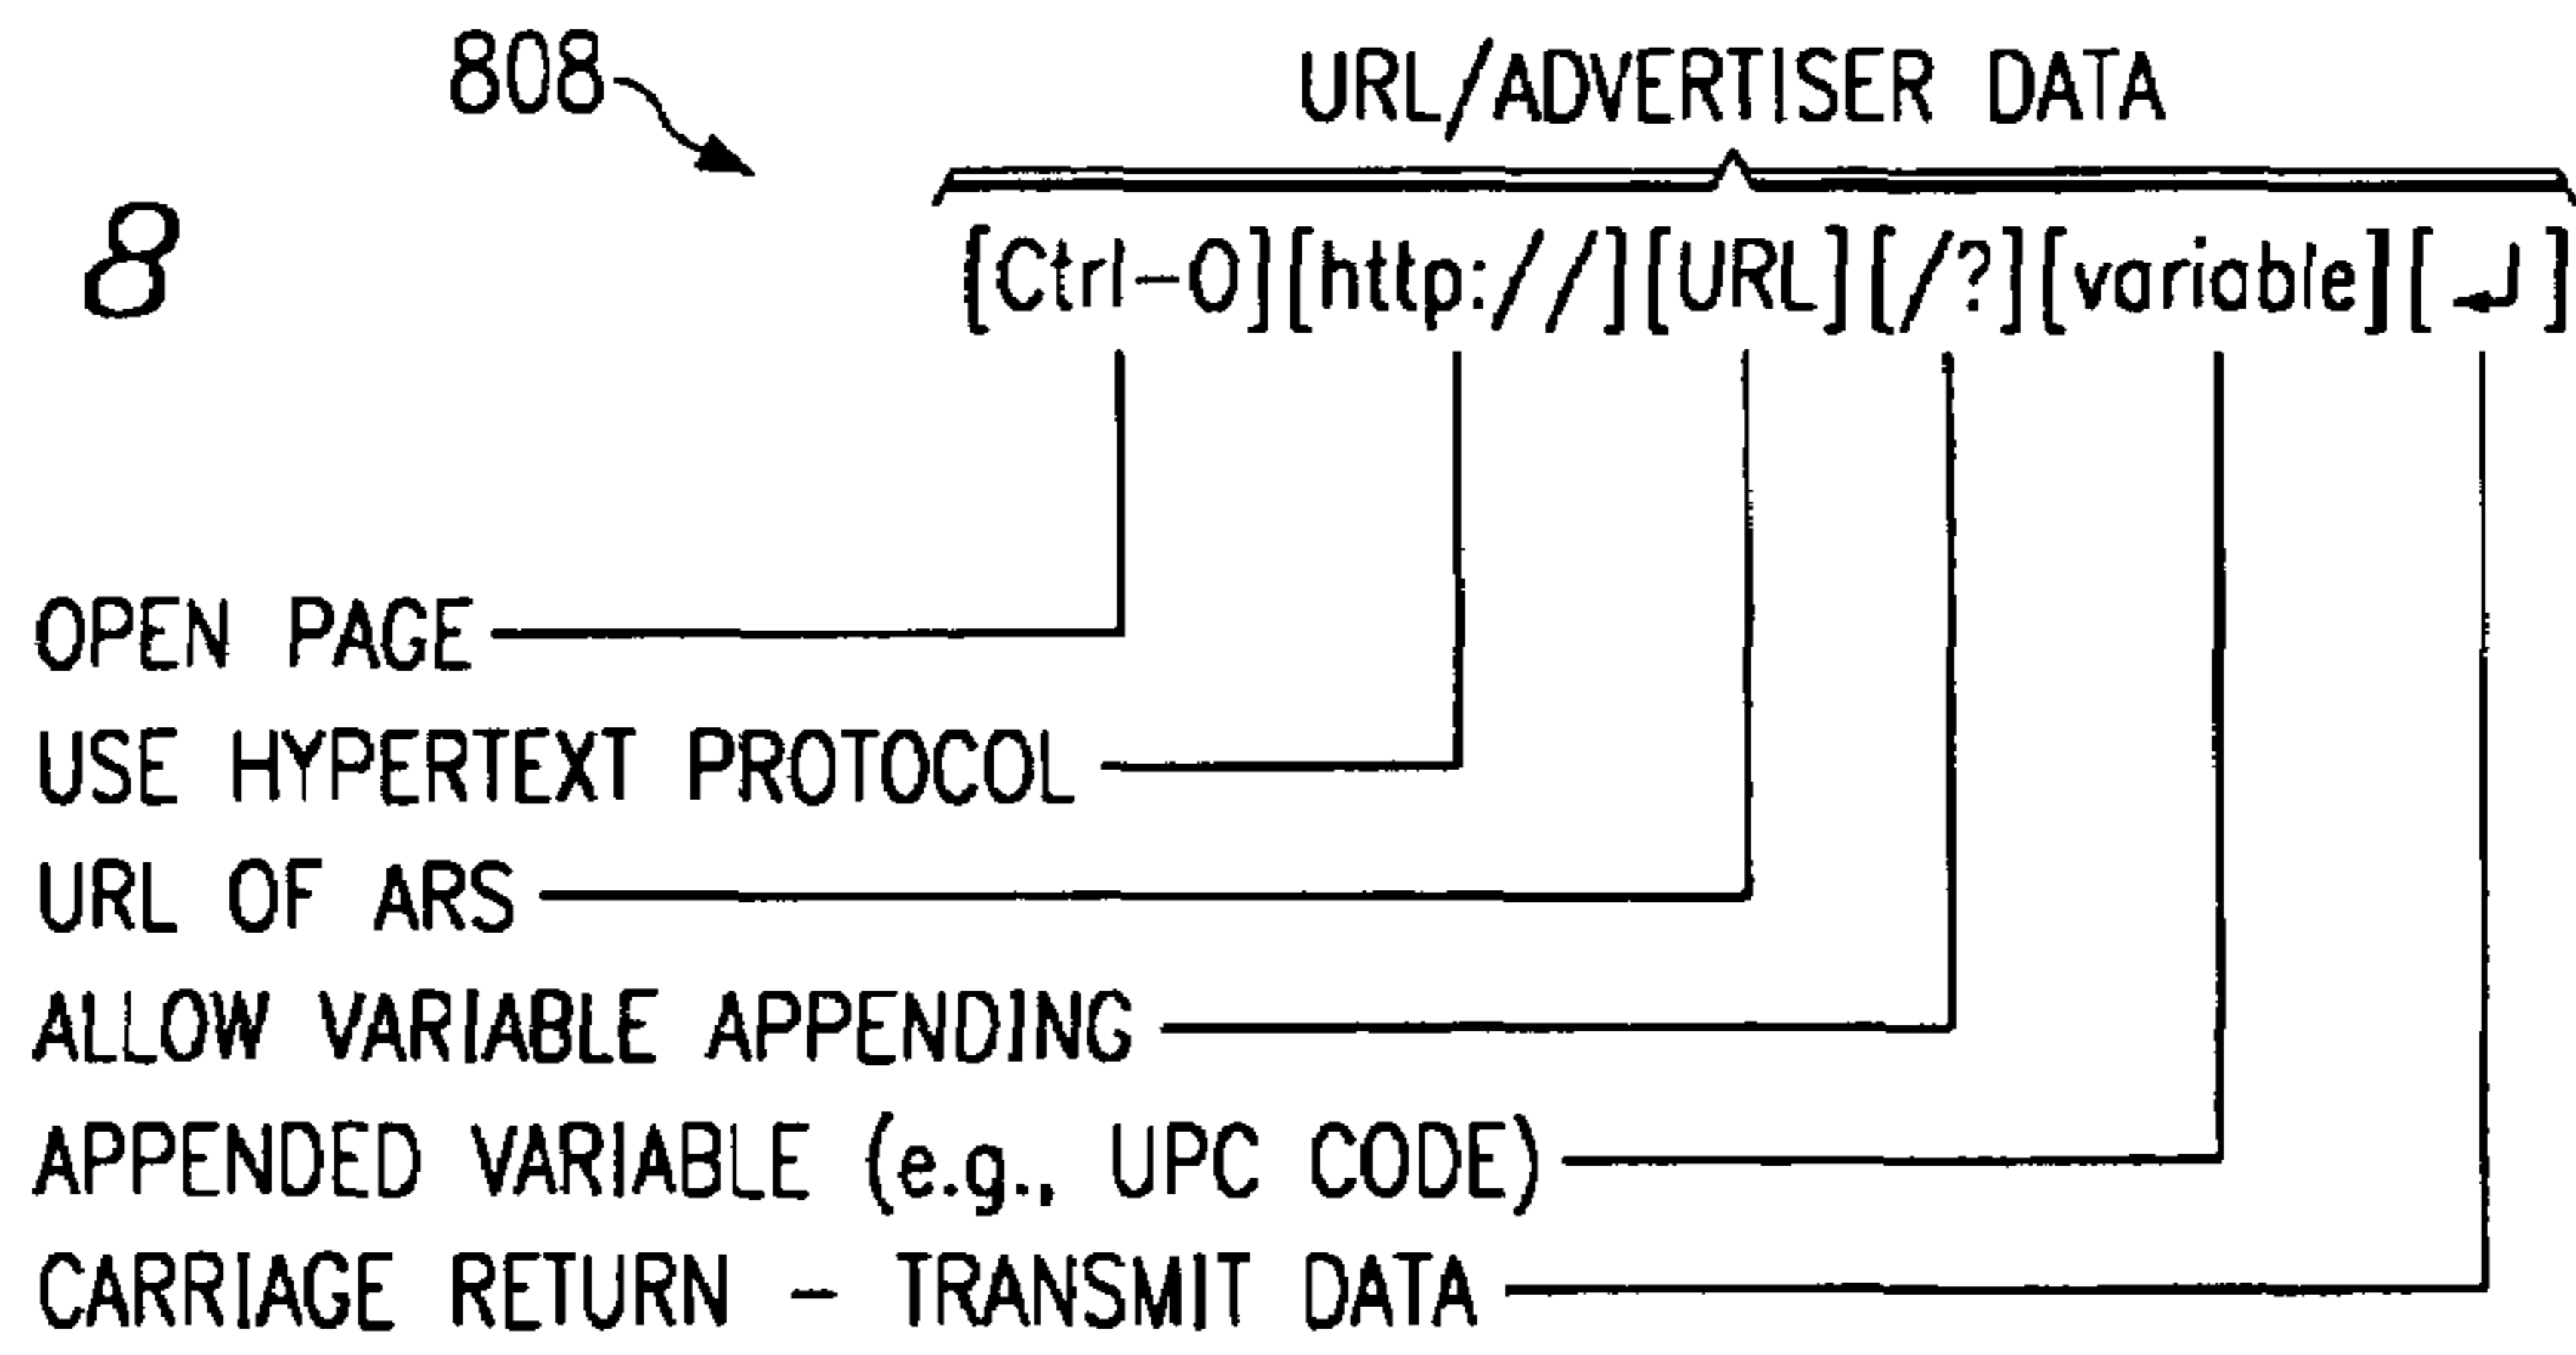 808
URL/ADVERTISER DATA
8
[Ctrl-O][http://][URL][/?][variable][↵]
OPEN PAGE
USE HYPERTEXT PROTOCOL
URL OF ARS
ALLOW VARIABLE APPENDING
APPENDED VARIABLE (e.g., UPC CODE)
CARRIAGE RETURN - TRANSMIT DATA